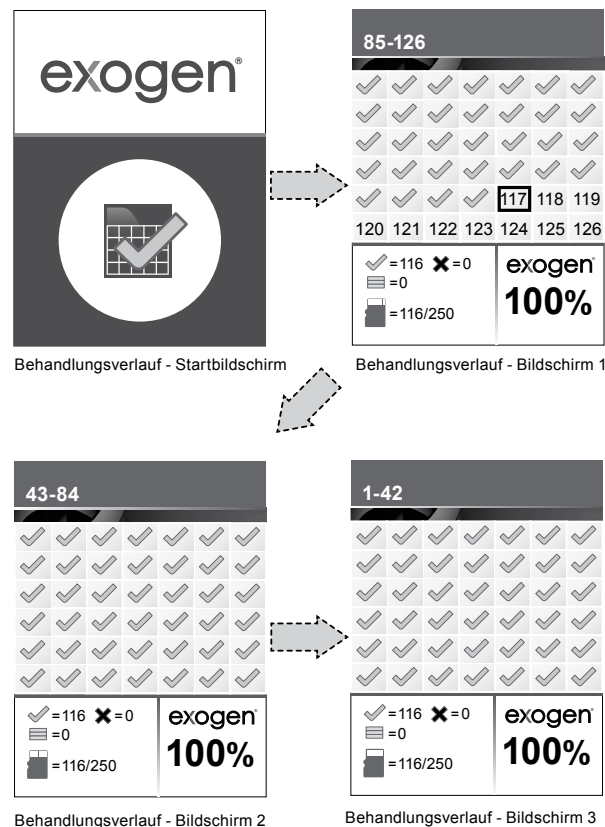 exogen®
Behandlungsverlauf - Startbildschirm
85-126
117 118 119
120 121 122 123 124 125 126
=116 =0
=0
=116/250
exogen
100%
Behandlungsverlauf - Bildschirm 1
43-84
=116 =0
=0
=116/250
exogen
100%
Behandlungsverlauf - Bildschirm 2
1-42
=116 =0
=0
=116/250
exogen
100%
Behandlungsverlauf - Bildschirm 3